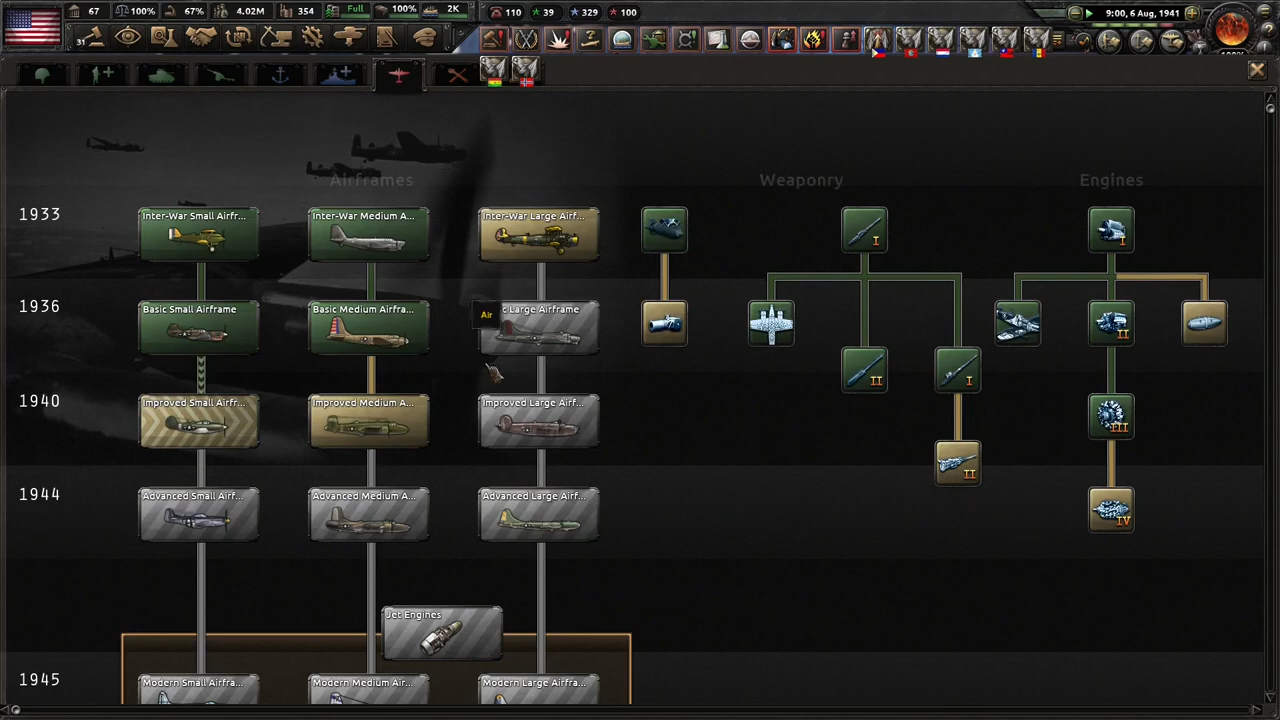 67 100% 67% 4.02M 354 Full 100% 2K 110 39 329 100 9:00, 6 Aug, 1941
31
Airframes Weaponry Engines
1933
Inter-War Small Airfr... Inter-War Medium A... Inter-War Large Airf...
I I
1936
Basic Small Airframe Basic Medium Airfra... c Large Airframe
Air
II
II I
1940
Improved Small Airfr... Improved Medium A... Improved Large Airf...
III
II
1944
Advanced Small Airf... Advanced Medium A... Advanced Large Airf...
IV
Jet Engines
1945
Modern Small Airfra... Modern Medium Air... Modern Large Airfra...